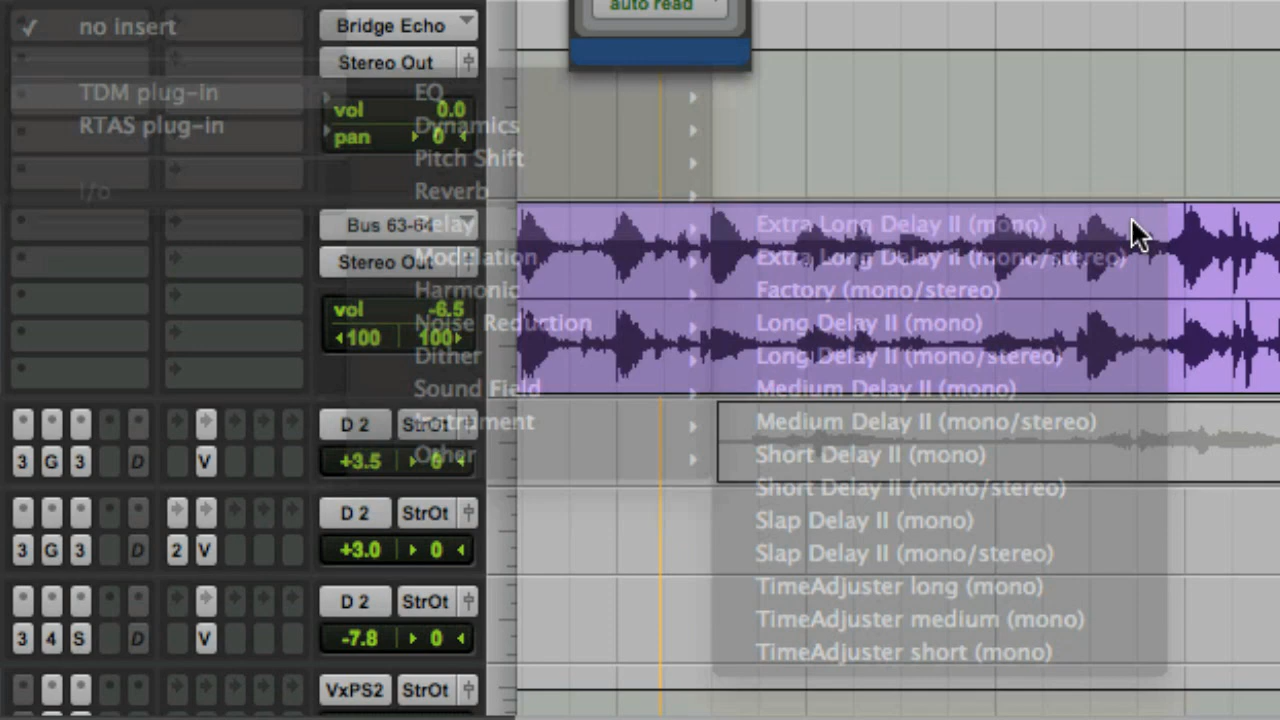 auto read
✓ no insert
Bridge Echo
Stereo Out
TDM plug-in
EQ
vol 0.0
RTAS plug-in
Dynamics
pan 0
Pitch Shift
I/o
Reverb
Bus 63-64
Delay
Extra Long Delay II (mono)
Stereo Out
Modulation
Extra Long Delay II (mono/stereo)
Harmonic
Factory (mono/stereo)
vol -6.5
Noise Reduction
Long Delay II (mono)
100 100
Dither
Long Delay II (mono/stereo)
Sound Field
Medium Delay II (mono)
D 2 StrOt
Instrument
Medium Delay II (mono/stereo)
3 G 3 D V
+3.5 0
Other
Short Delay II (mono)
Short Delay II (mono/stereo)
D 2 StrOt
Slap Delay II (mono)
3 G 3 D 2 V
+3.0 0
Slap Delay II (mono/stereo)
TimeAdjuster long (mono)
D 2 StrOt
TimeAdjuster medium (mono)
3 4 S D V
-7.8 0
TimeAdjuster short (mono)
VxPS2 StrOt